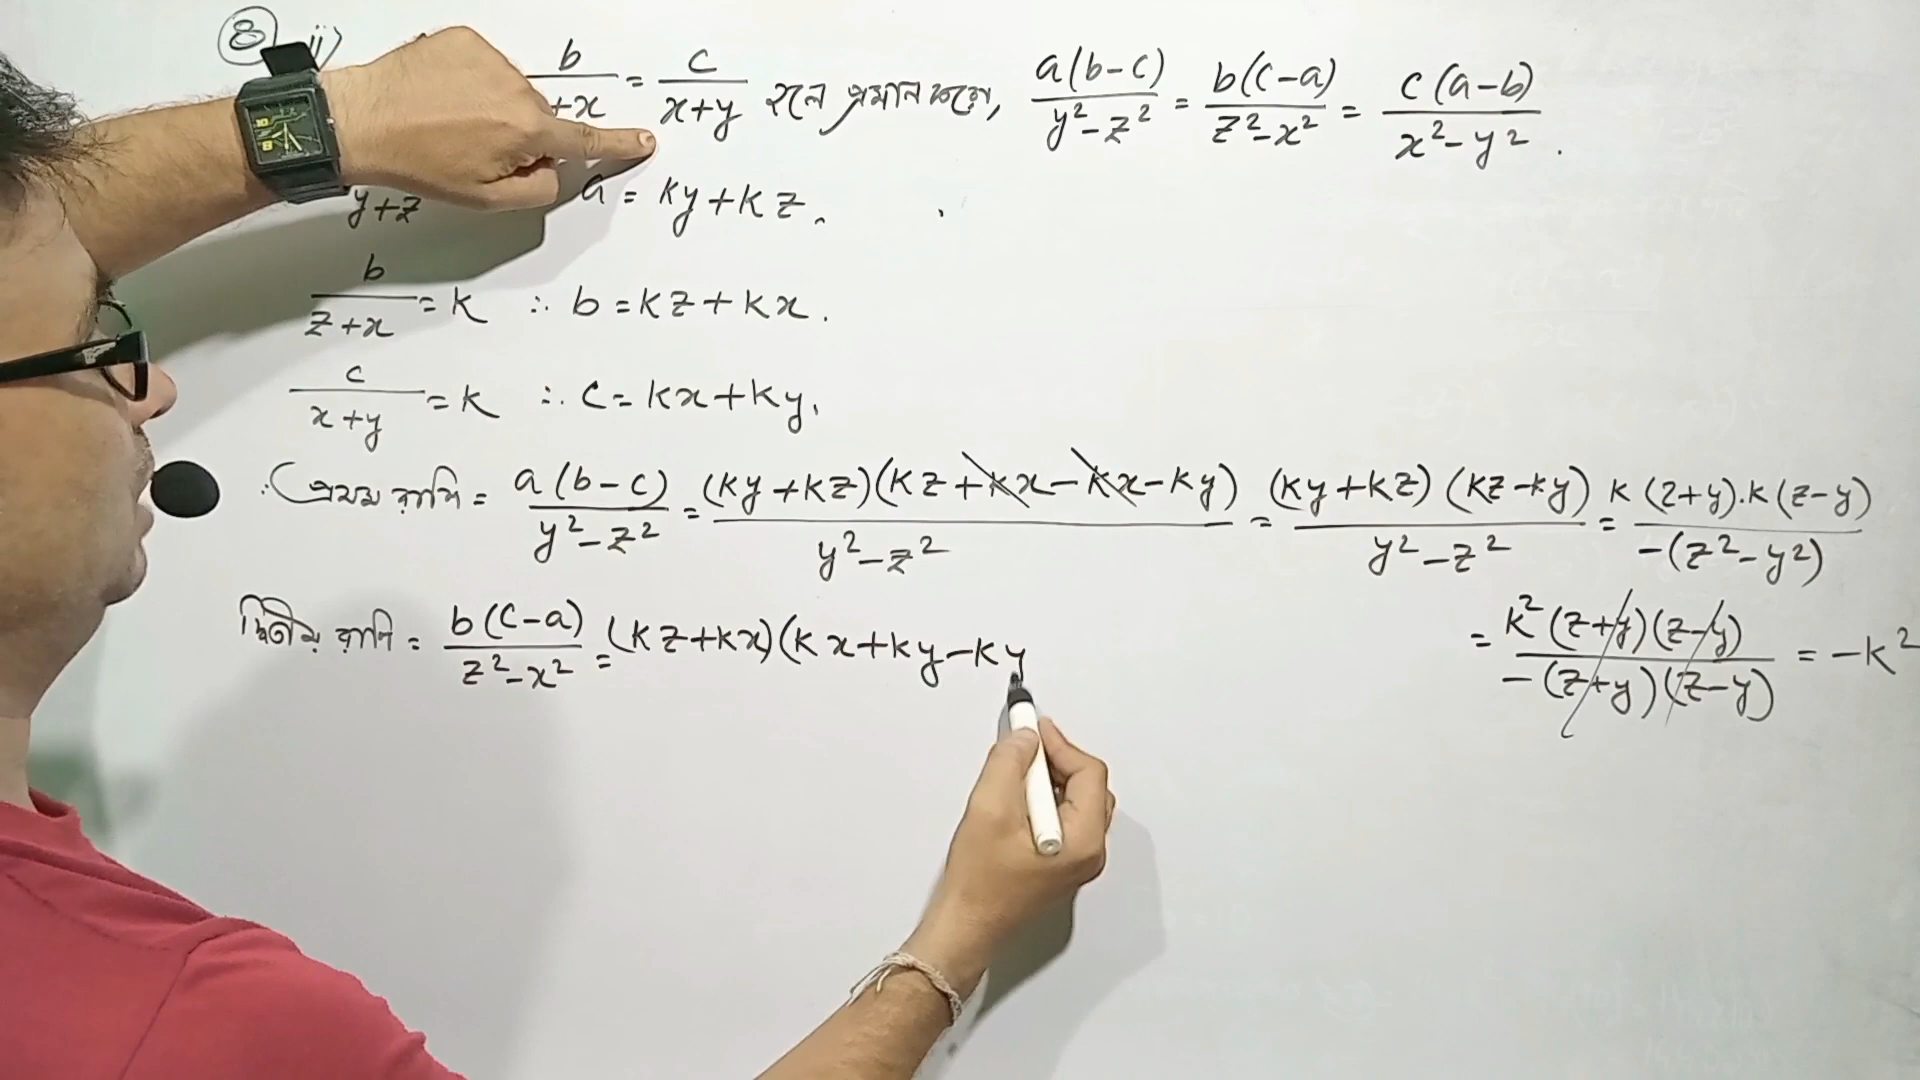 8 ii) b/+x = c/x+y হলে প্রমাণ করো, a(b-c)/y²-z² = b(c-a)/z²-x² = c(a-b)/x²-y².
y+z a = ky+kz.
b/z+x = k ∴ b = kz+kx.
c/x+y = k ∴ c = kx+ky.
∴ প্রথম রাশি = a(b-c)/y²-z² = (ky+kz)(kz+kx-kx-ky)/y²-z² = (ky+kz)(kz-ky)/y²-z² = k(z+y).k(z-y)/-(z²-y²)
= k²(z+y)(z-y)/-(z+y)(z-y) = -k²
দ্বিতীয় রাশি = b(c-a)/z²-x² = (kz+kx)(kx+ky-ky